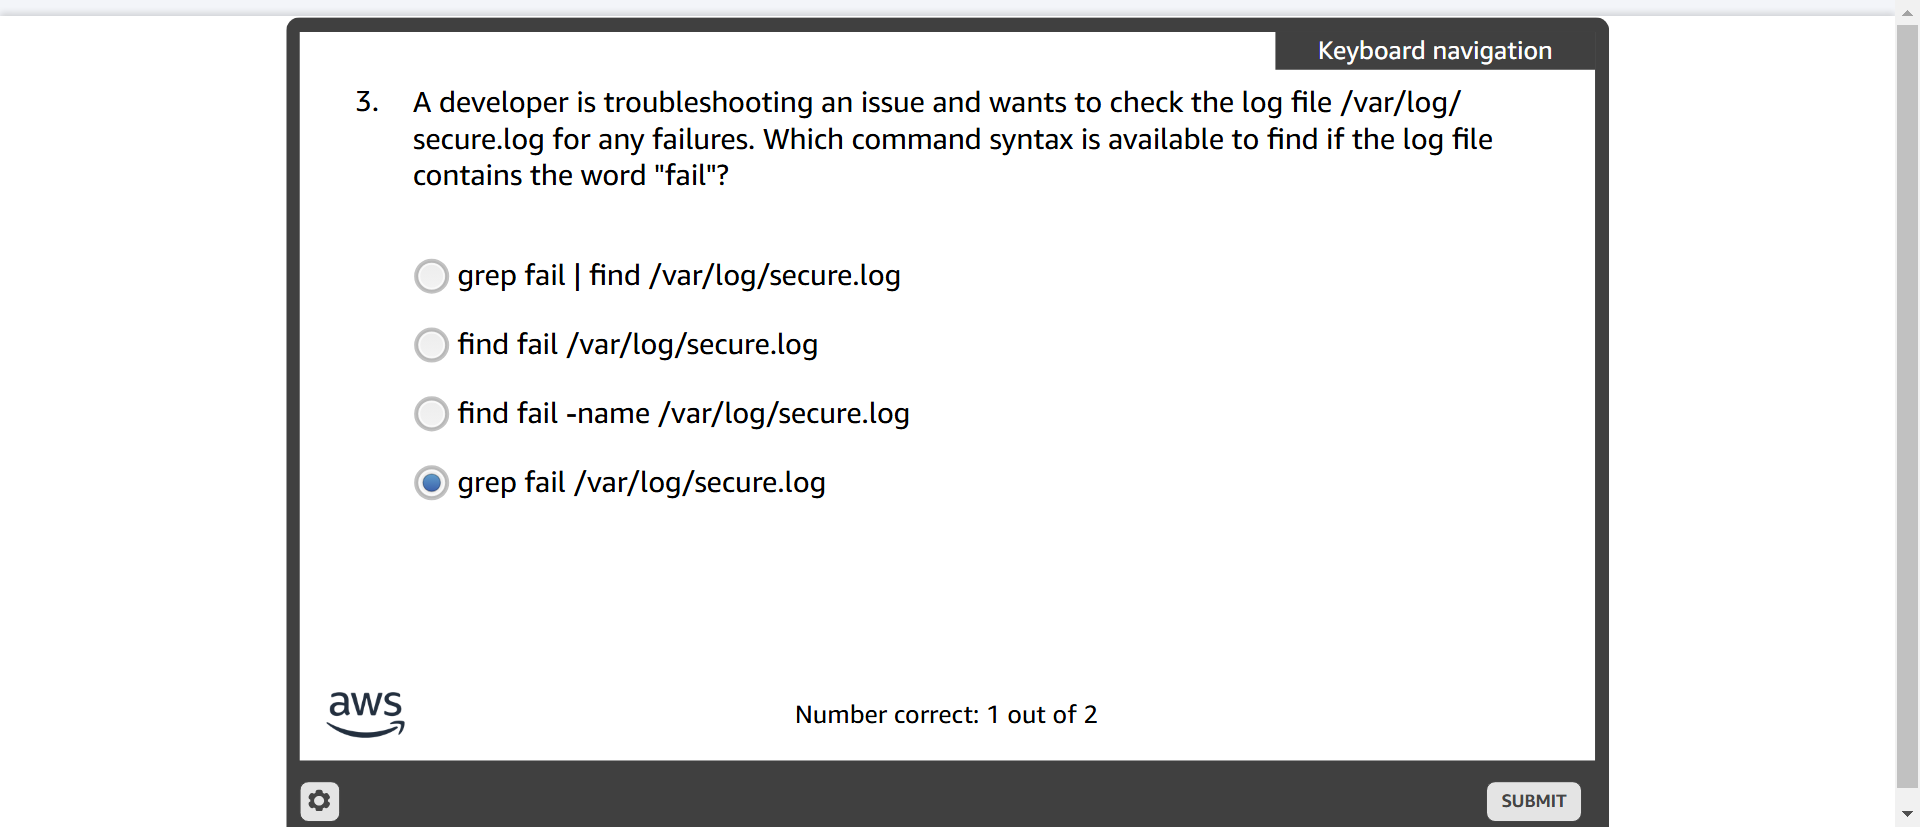 Keyboard navigation
3. A developer is troubleshooting an issue and wants to check the log file /var/log/
secure.log for any failures. Which command syntax is available to find if the log file
contains the word "fail"?
grep fail | find /var/log/secure.log
find fail /var/log/secure.log
find fail -name /var/log/secure.log
grep fail /var/log/secure.log
aws
Number correct: 1 out of 2
SUBMIT